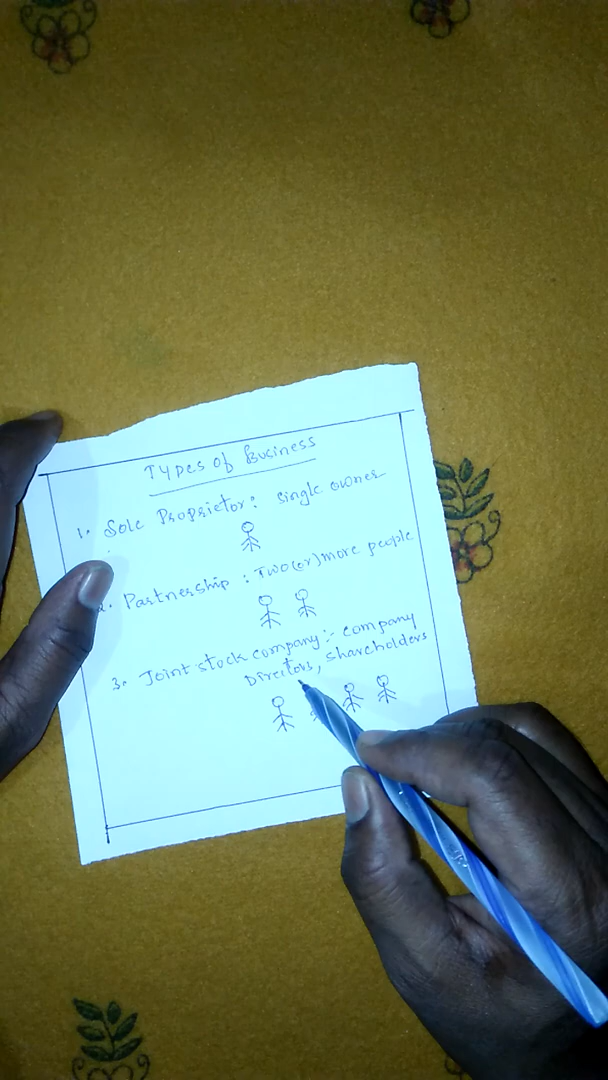 Types of Business
1. Sole Proprietor: single owner
2. Partnership : Two(or)more people
3. Joint stock company:- company
Directors, shareholders